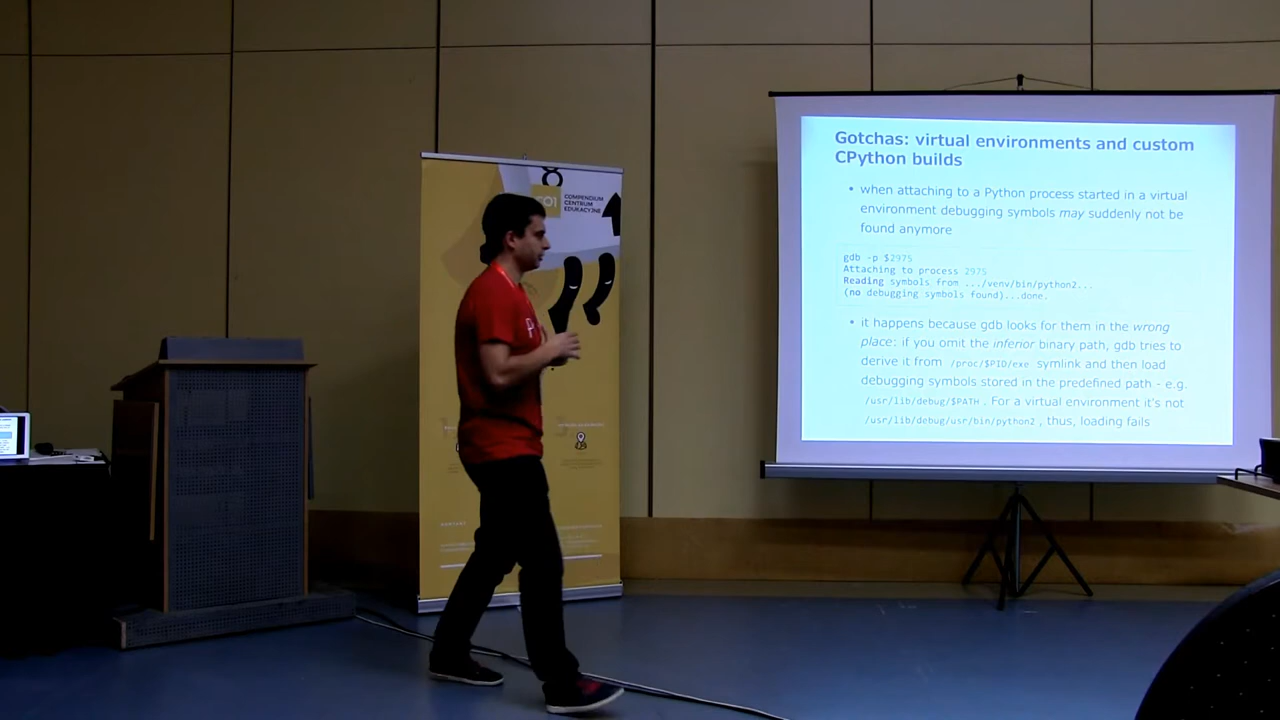 Gotchas: virtual environments and custom
CPython builds
• when attaching to a Python process started in a virtual
environment debugging symbols may suddenly not be
found anymore
gdb -p $2975
Attaching to process 2975
Reading symbols from .../venv/bin/python2...
(no debugging symbols found)...done.
• it happens because gdb looks for them in the wrong
place: if you omit the inferior binary path, gdb tries to
derive it from /proc/$PID/exe symlink and then load
debugging symbols stored in the predefined path - e.g.
/usr/lib/debug/$PATH. For a virtual environment it's not
/usr/lib/debug/usr/bin/python2, thus, loading fails
COMPENDIUM
CENTRUM
EDUKACYJNE